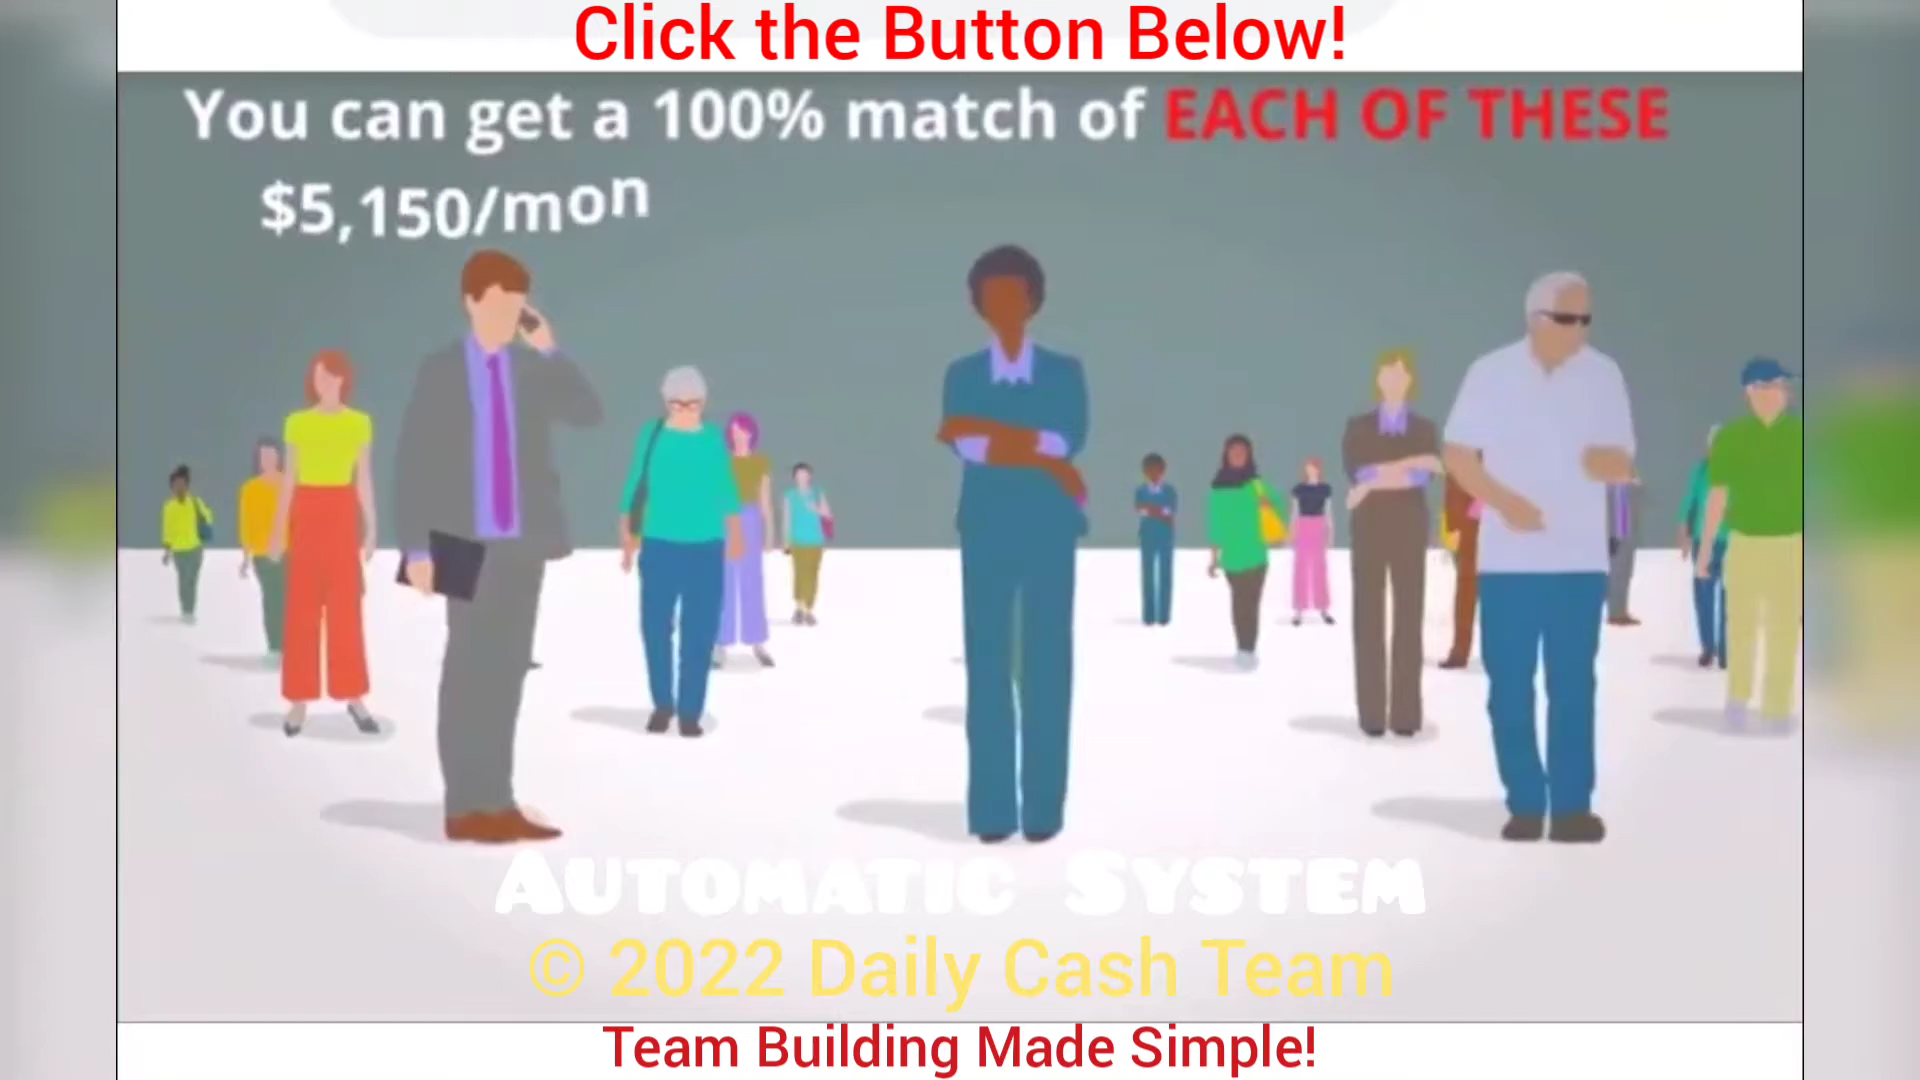 Click the Button Below!
You can get a 100% match of EACH OF THESE
$5,150/mon
AUTOMATIC SYSTEM
© 2022 Daily Cash Team
Team Building Made Simple!